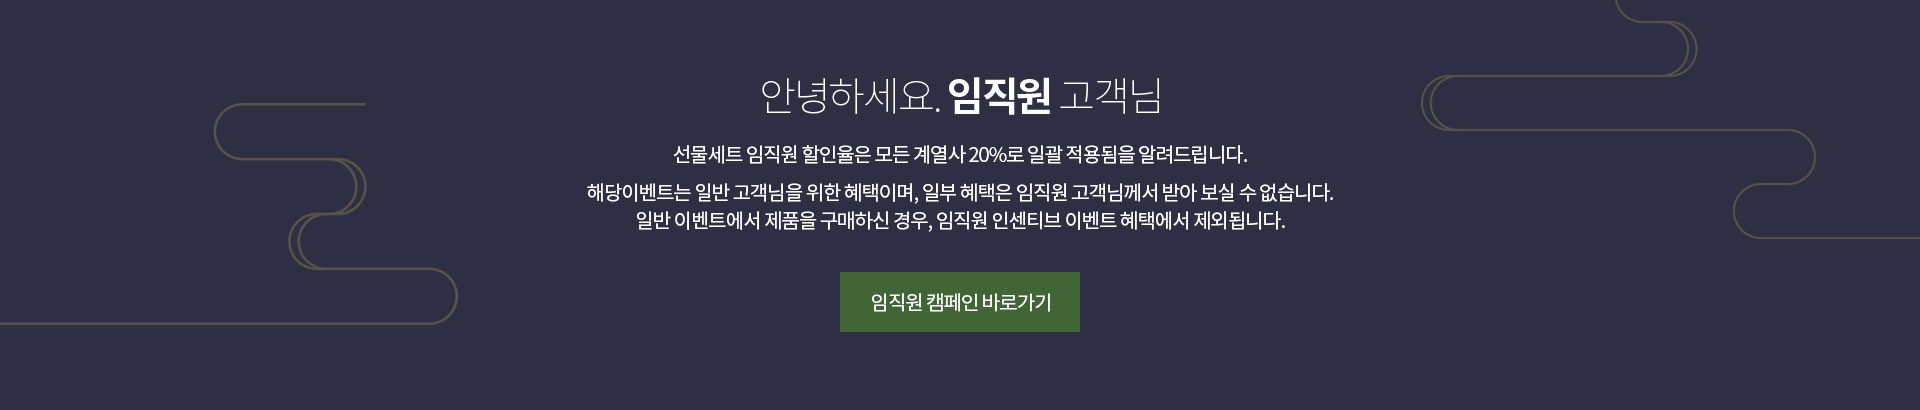 안녕하세요. 임직원 고객님
선물세트 임직원 할인율은 모든 계열사 20%로 일괄 적용됨을 알려드립니다.
해당이벤트는 일반 고객님을 위한 혜택이며, 일부 혜택은 임직원 고객님께서 받아 보실 수 없습니다.
일반 이벤트에서 제품을 구매하신 경우, 임직원 인센티브 이벤트 혜택에서 제외됩니다.
임직원 캠페인 바로가기